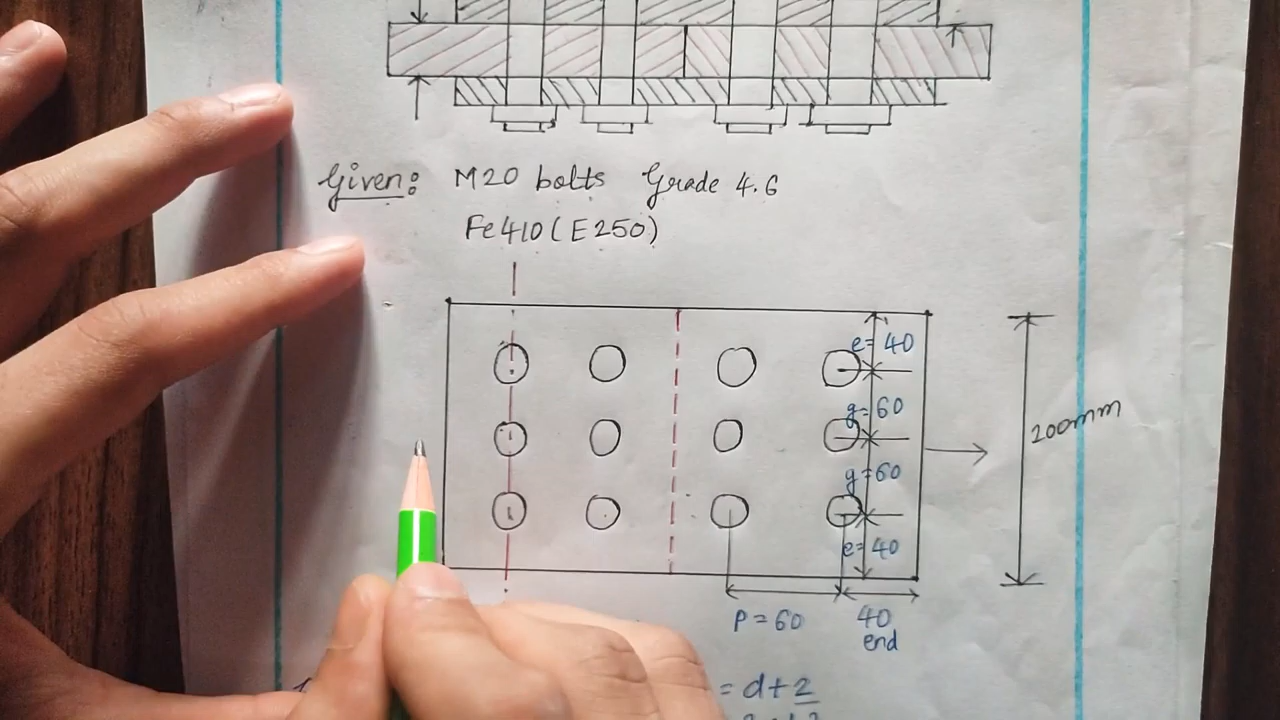 Given: M20 bolts Grade 4.6
Fe410 (E250)
e= 40
g=60
200mm
g=60
e= 40
P = 60
40
end
= d+2